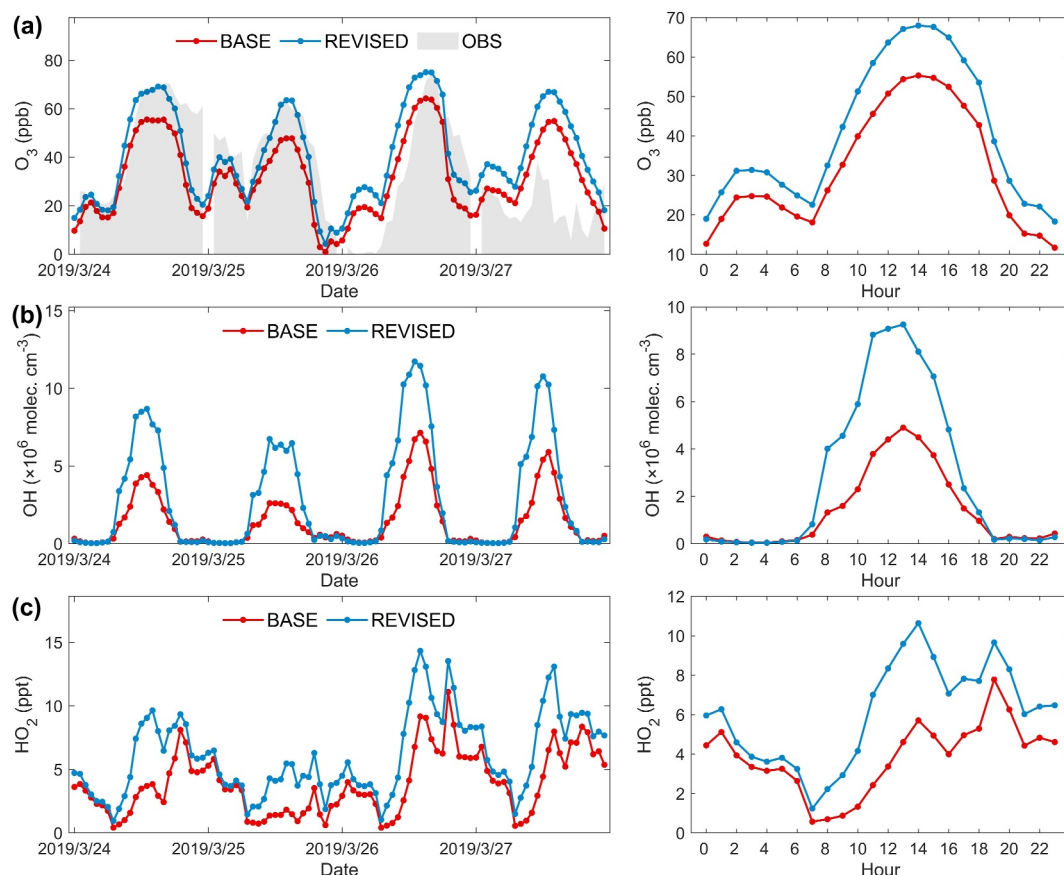 (a)
BASE REVISED OBS
O3 (ppb)
80
60
40
20
0
2019/3/24 2019/3/25 2019/3/26 2019/3/27
Date
O3 (ppb)
70
60
50
40
30
20
10
0 2 4 6 8 10 12 14 16 18 20 22
Hour
(b)
BASE REVISED
OH (×10^6 molec. cm^-3)
15
10
5
0
2019/3/24 2019/3/25 2019/3/26 2019/3/27
Date
OH (×10^6 molec. cm^-3)
10
8
6
4
2
0
0 2 4 6 8 10 12 14 16 18 20 22
Hour
(c)
BASE REVISED
HO2 (ppt)
15
10
5
0
2019/3/24 2019/3/25 2019/3/26 2019/3/27
Date
HO2 (ppt)
12
10
8
6
4
2
0
0 2 4 6 8 10 12 14 16 18 20 22
Hour